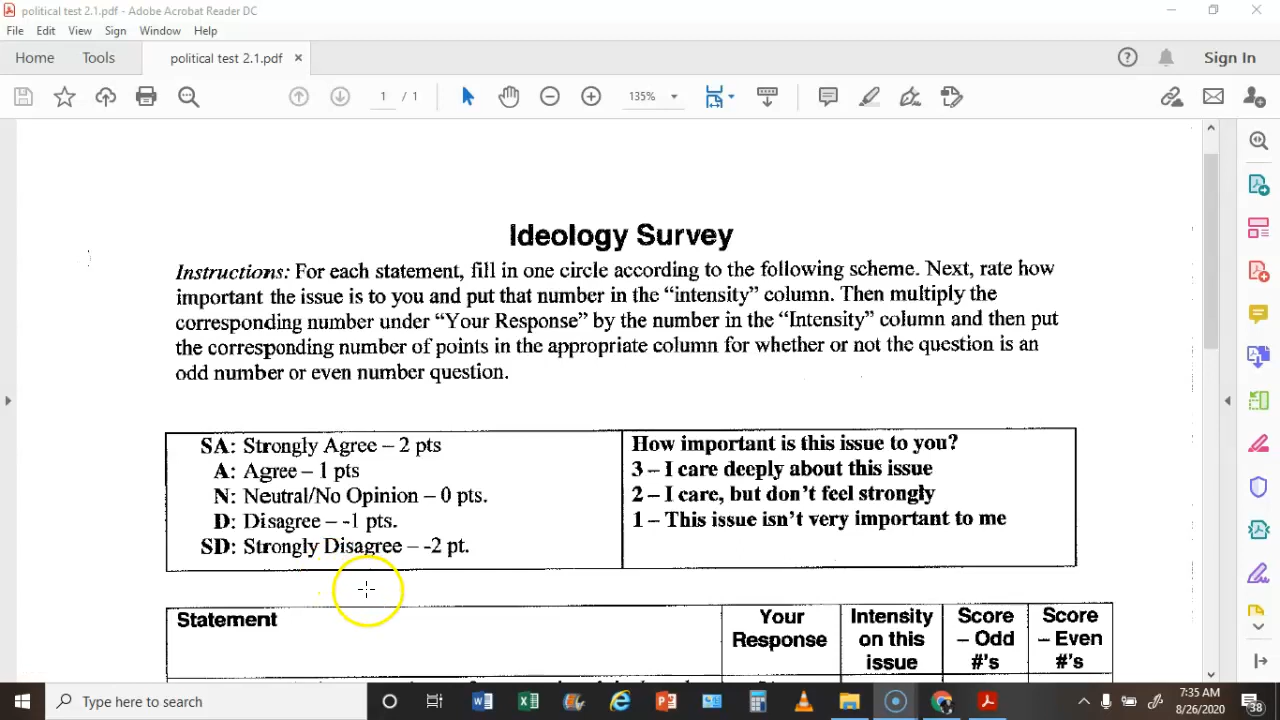 political test 2.1.pdf - Adobe Acrobat Reader DC
File Edit View Sign Window Help
Home Tools political test 2.1.pdf × Sign In
1 / 1 135%
Ideology Survey
Instructions: For each statement, fill in one circle according to the following scheme. Next, rate how
important the issue is to you and put that number in the “intensity” column. Then multiply the
corresponding number under “Your Response” by the number in the “Intensity” column and then put
the corresponding number of points in the appropriate column for whether or not the question is an
odd number or even number question.
SA: Strongly Agree – 2 pts
A: Agree – 1 pts
N: Neutral/No Opinion – 0 pts.
D: Disagree – -1 pts.
SD: Strongly Disagree – -2 pt.
How important is this issue to you?
3 – I care deeply about this issue
2 – I care, but don’t feel strongly
1 – This issue isn’t very important to me
Statement
Your
Response
Intensity
on this
issue
Score
– Odd
#'s
Score
– Even
#'s
Type here to search
7:35 AM
8/26/2020
38